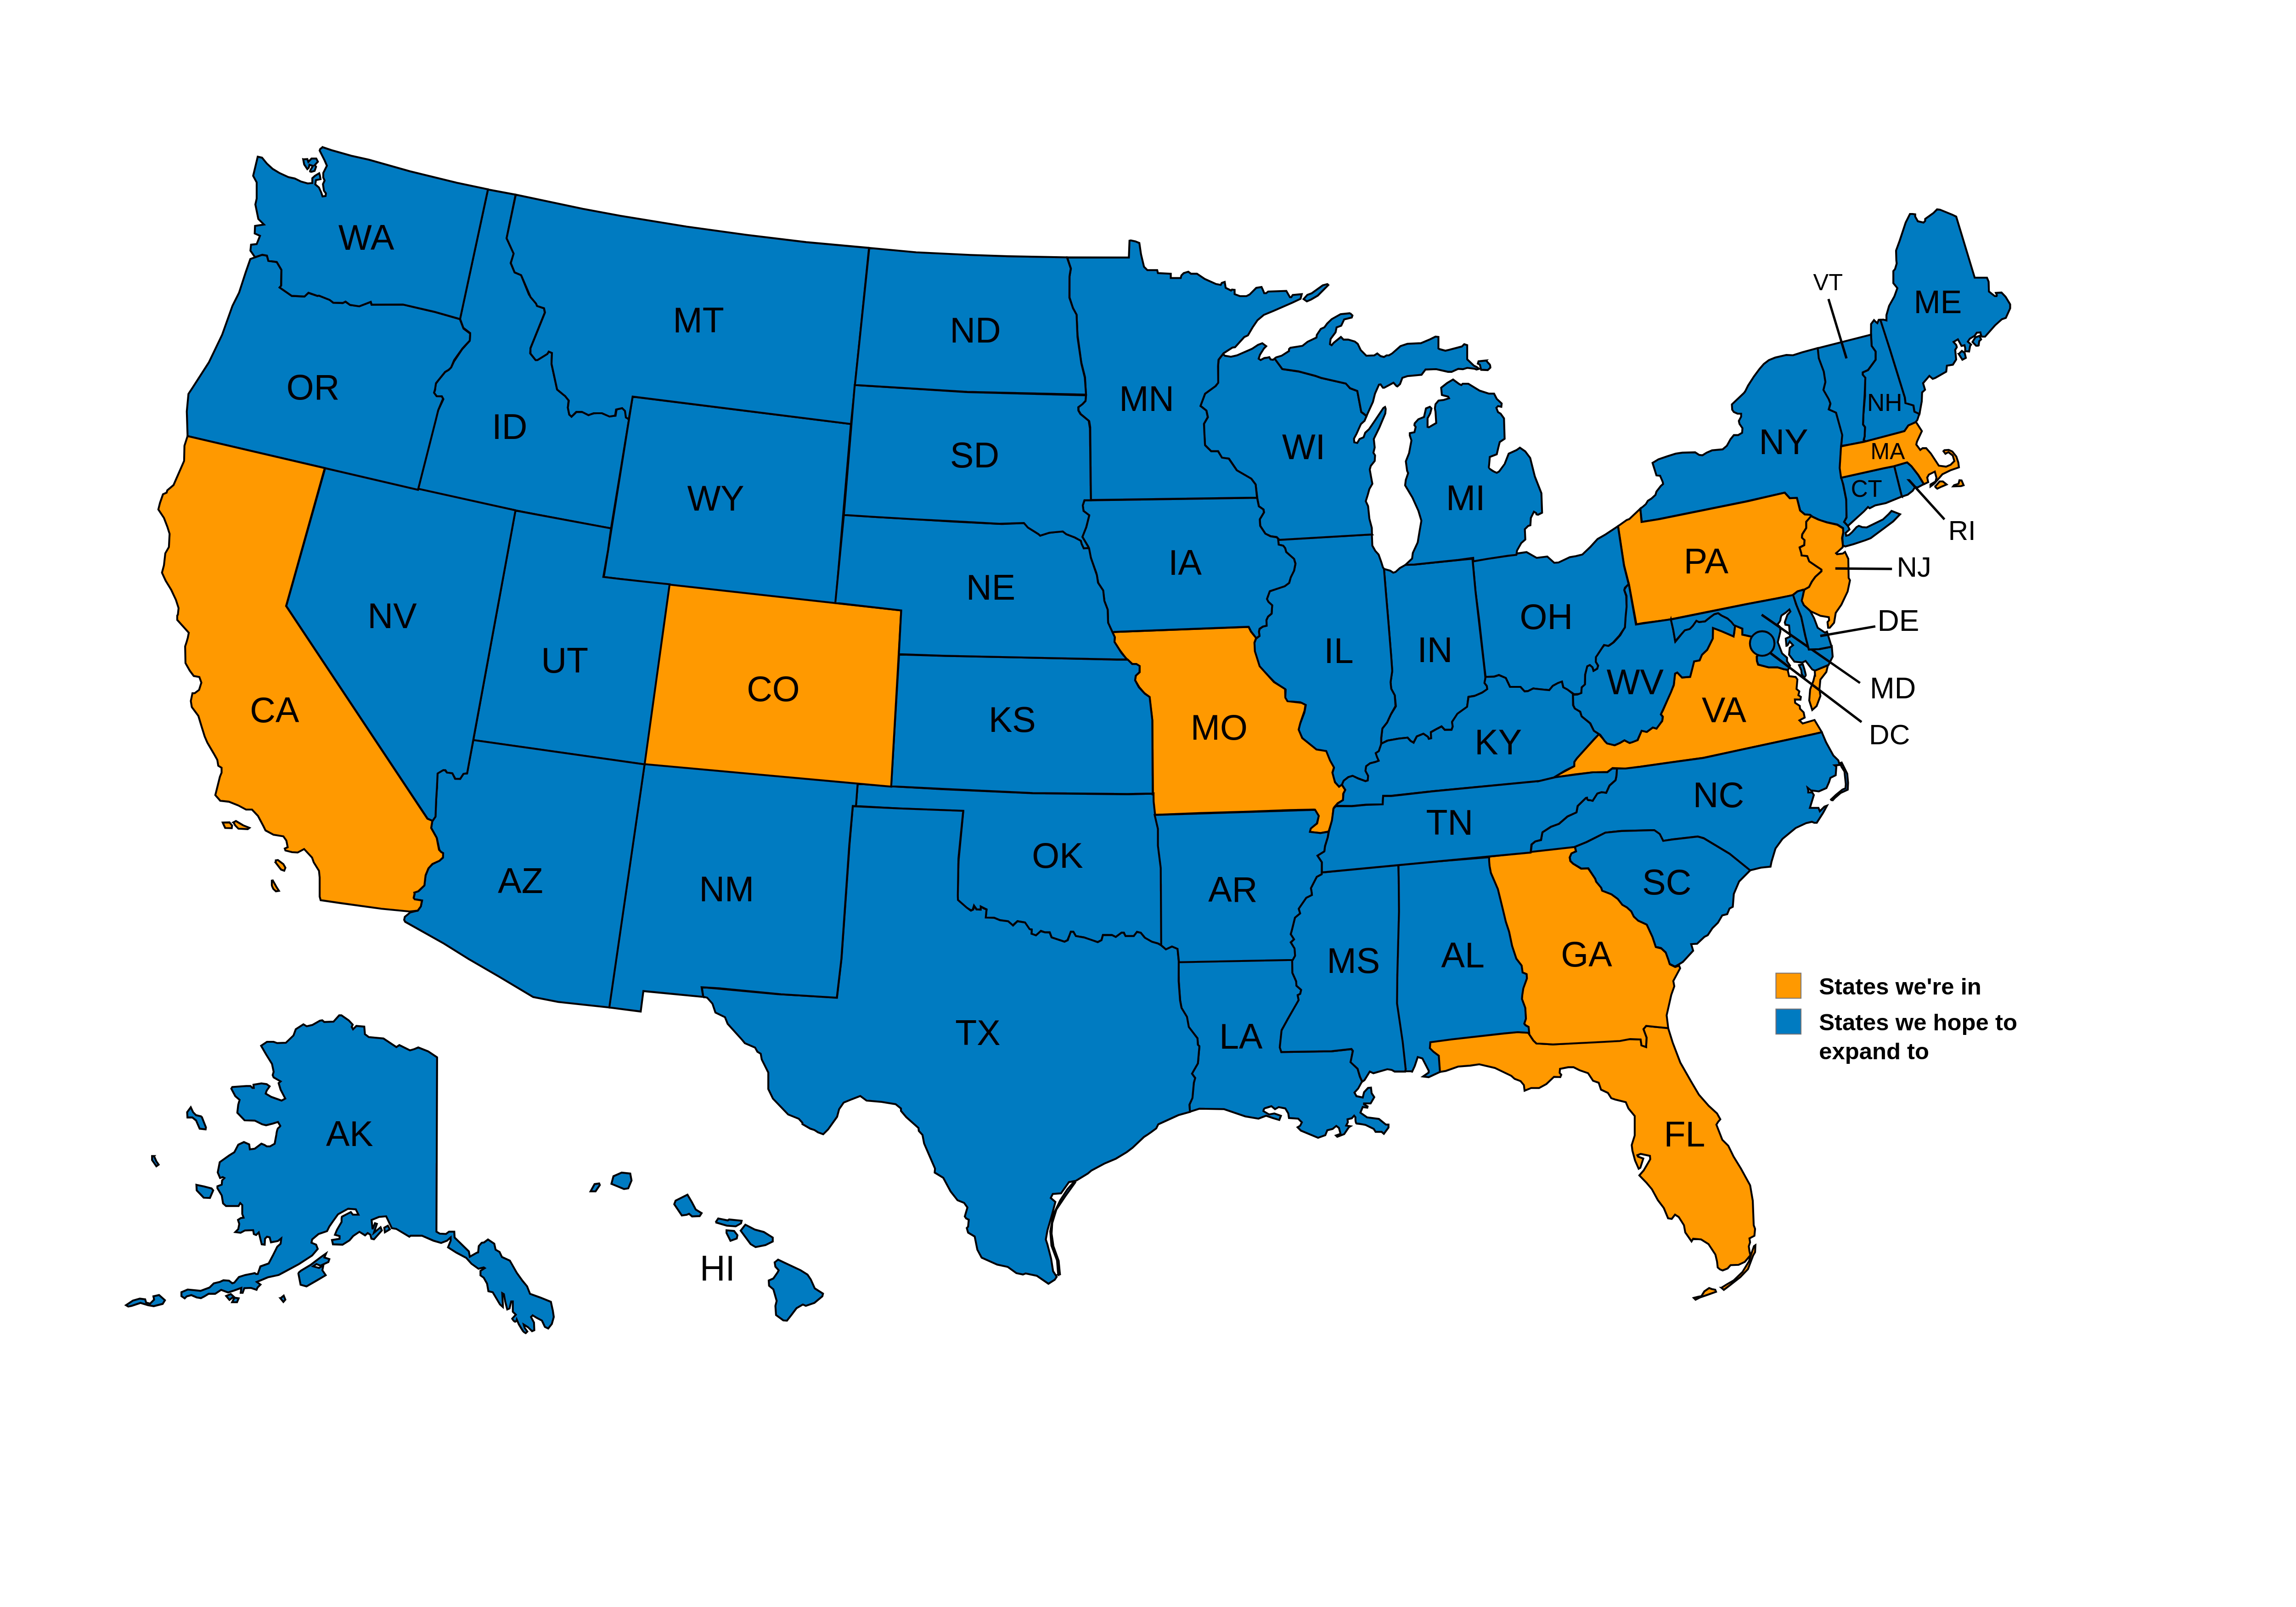 WA
MT
ND
MN
OR
ID
SD
WI
WY
MI
VT
ME
NH
NY
MA
CT
RI
IA
NE
PA
NJ
NV
UT
CO
KS
MO
IL
IN
OH
DE
WV
VA
MD
DC
CA
KY
NC
TN
OK
AZ
NM
AR
SC
MS
AL
GA
TX
LA
FL
AK
HI
States we're in
States we hope to
expand to